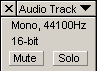 Audio Track
Mono, 44100Hz
16-bit
Mute Solo